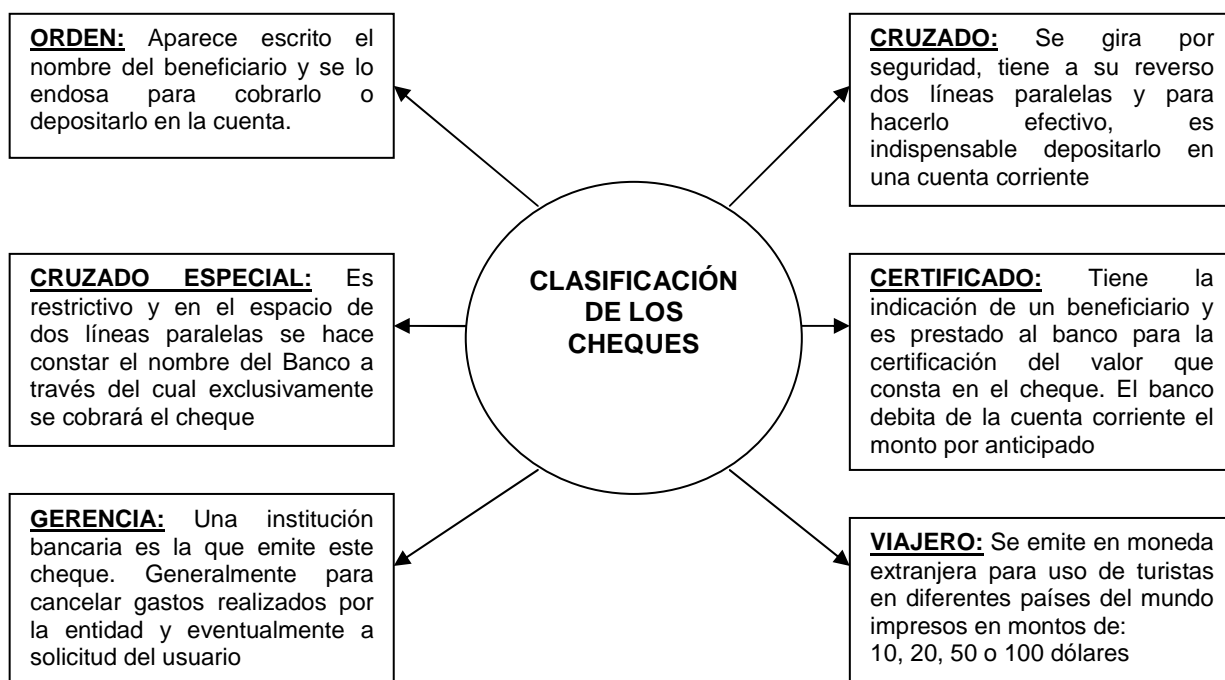 ORDEN: Aparece escrito el
nombre del beneficiario y se lo
endosa para cobrarlo o
depositarlo en la cuenta.
CRUZADO: Se gira por
seguridad, tiene a su reverso
dos líneas paralelas y para
hacerlo efectivo, es
indispensable depositarlo en
una cuenta corriente
CLASIFICACIÓN
DE LOS
CHEQUES
CRUZADO ESPECIAL: Es
restrictivo y en el espacio de
dos líneas paralelas se hace
constar el nombre del Banco a
través del cual exclusivamente
se cobrará el cheque
CERTIFICADO: Tiene la
indicación de un beneficiario y
es prestado al banco para la
certificación del valor que
consta en el cheque. El banco
debita de la cuenta corriente el
monto por anticipado
GERENCIA: Una institución
bancaria es la que emite este
cheque. Generalmente para
cancelar gastos realizados por
la entidad y eventualmente a
solicitud del usuario
VIAJERO: Se emite en moneda
extranjera para uso de turistas
en diferentes países del mundo
impresos en montos de:
10, 20, 50 o 100 dólares